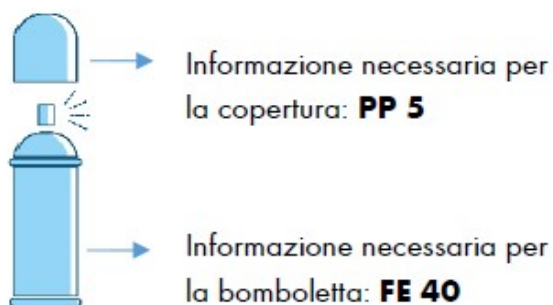 Informazione necessaria per
la copertura: PP 5
Informazione necessaria per
la bomboletta: FE 40